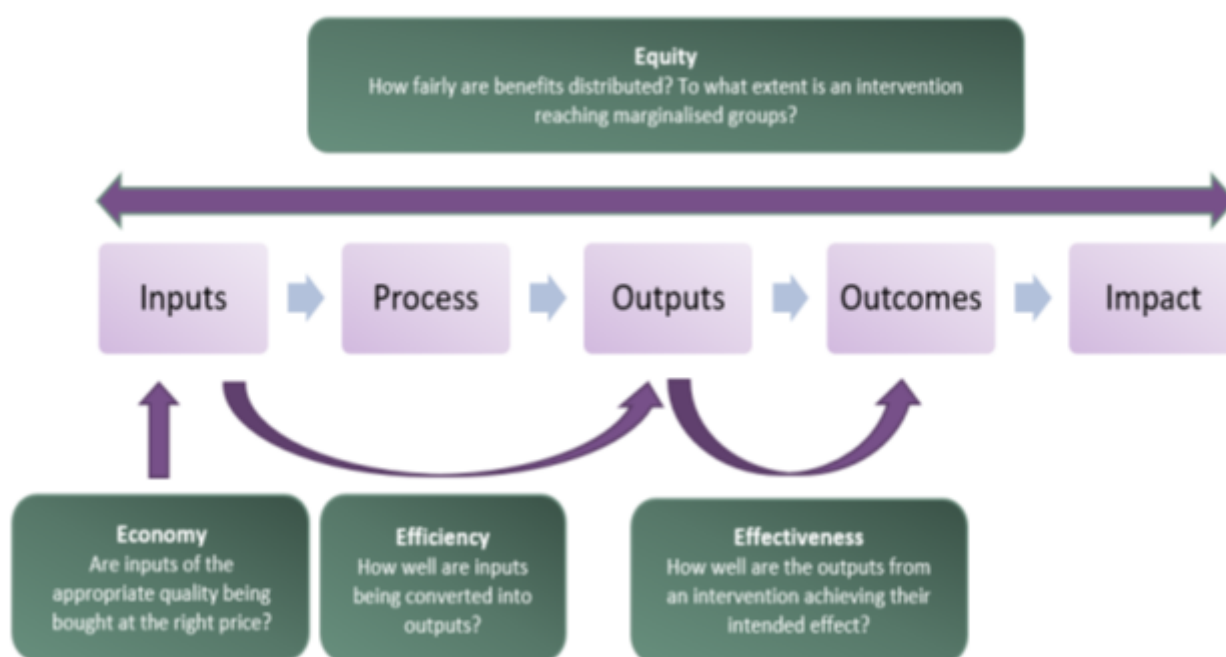 Equity
How fairly are benefits distributed? To what extent is an intervention
reaching marginalised groups?
Inputs
Process
Outputs
Outcomes
Impact
Economy
Are inputs of the
appropriate quality being
bought at the right price?
Efficiency
How well are inputs
being converted into
outputs?
Effectiveness
How well are the outputs from
an intervention achieving their
intended effect?